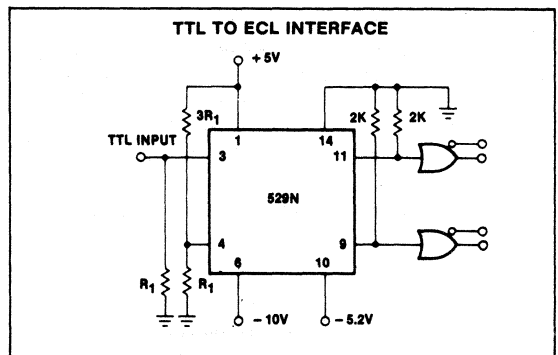 TTL TO ECL INTERFACE
+ 5V
3R1
2K
2K
TTL INPUT
1
14
3
11
529N
4
9
6
10
R1
R1
- 10V
- 5.2V